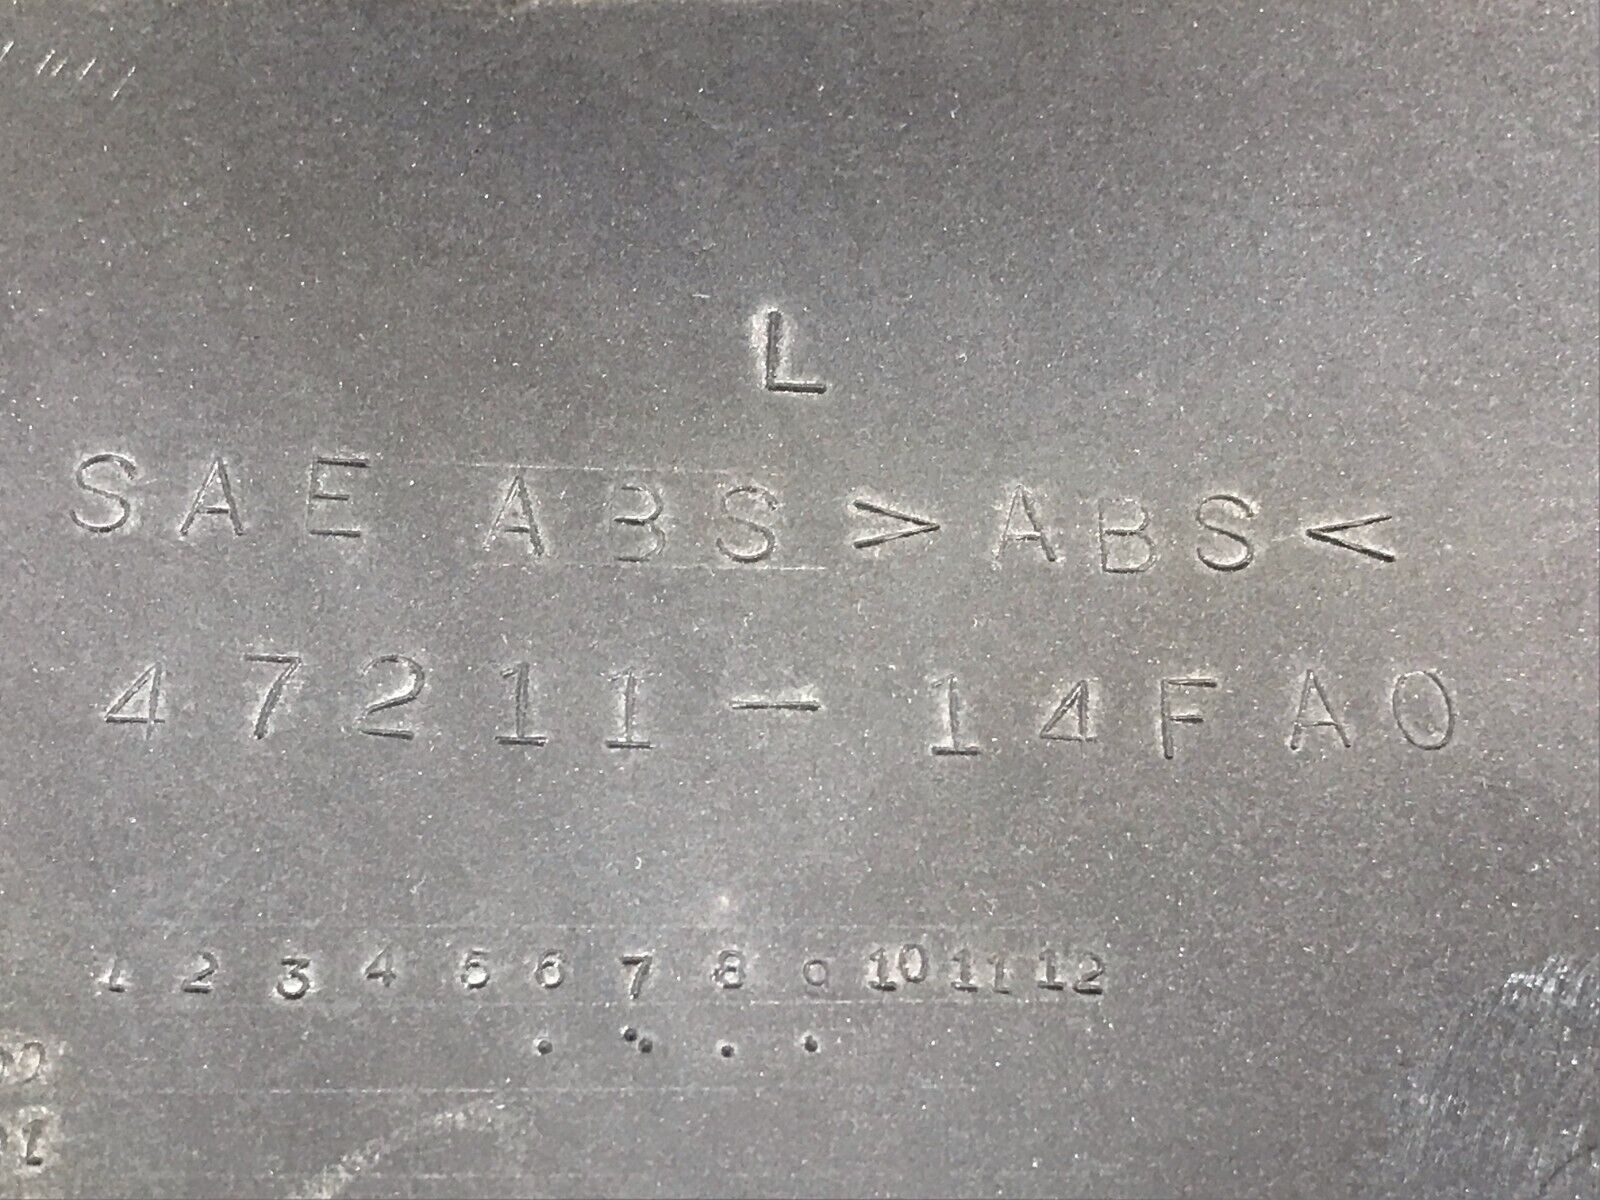 L
SAE ABS >ABS<
47211-14FA0
1 2 3 4 5 6 7 8 9 10 11 12